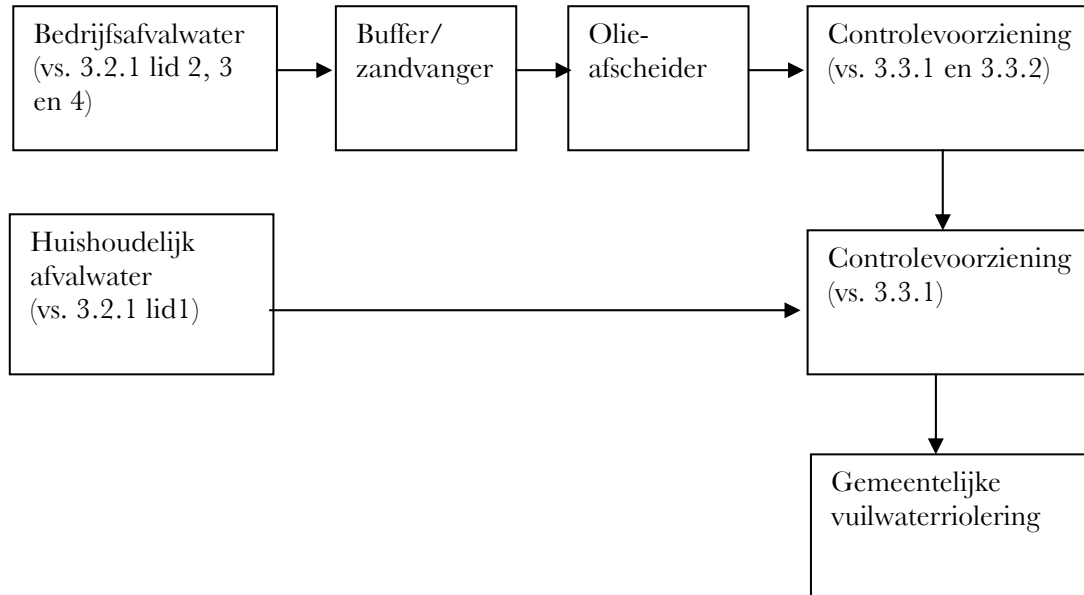 Bedrijfsafvalwater
(vs. 3.2.1 lid 2, 3
en 4)
Buffer/
zandvanger
Olie-
afscheider
Controlevoorziening
(vs. 3.3.1 en 3.3.2)
Huishoudelijk
afvalwater
(vs. 3.2.1 lid1)
Controlevoorziening
(vs. 3.3.1)
Gemeentelijke
vuilwaterriolering